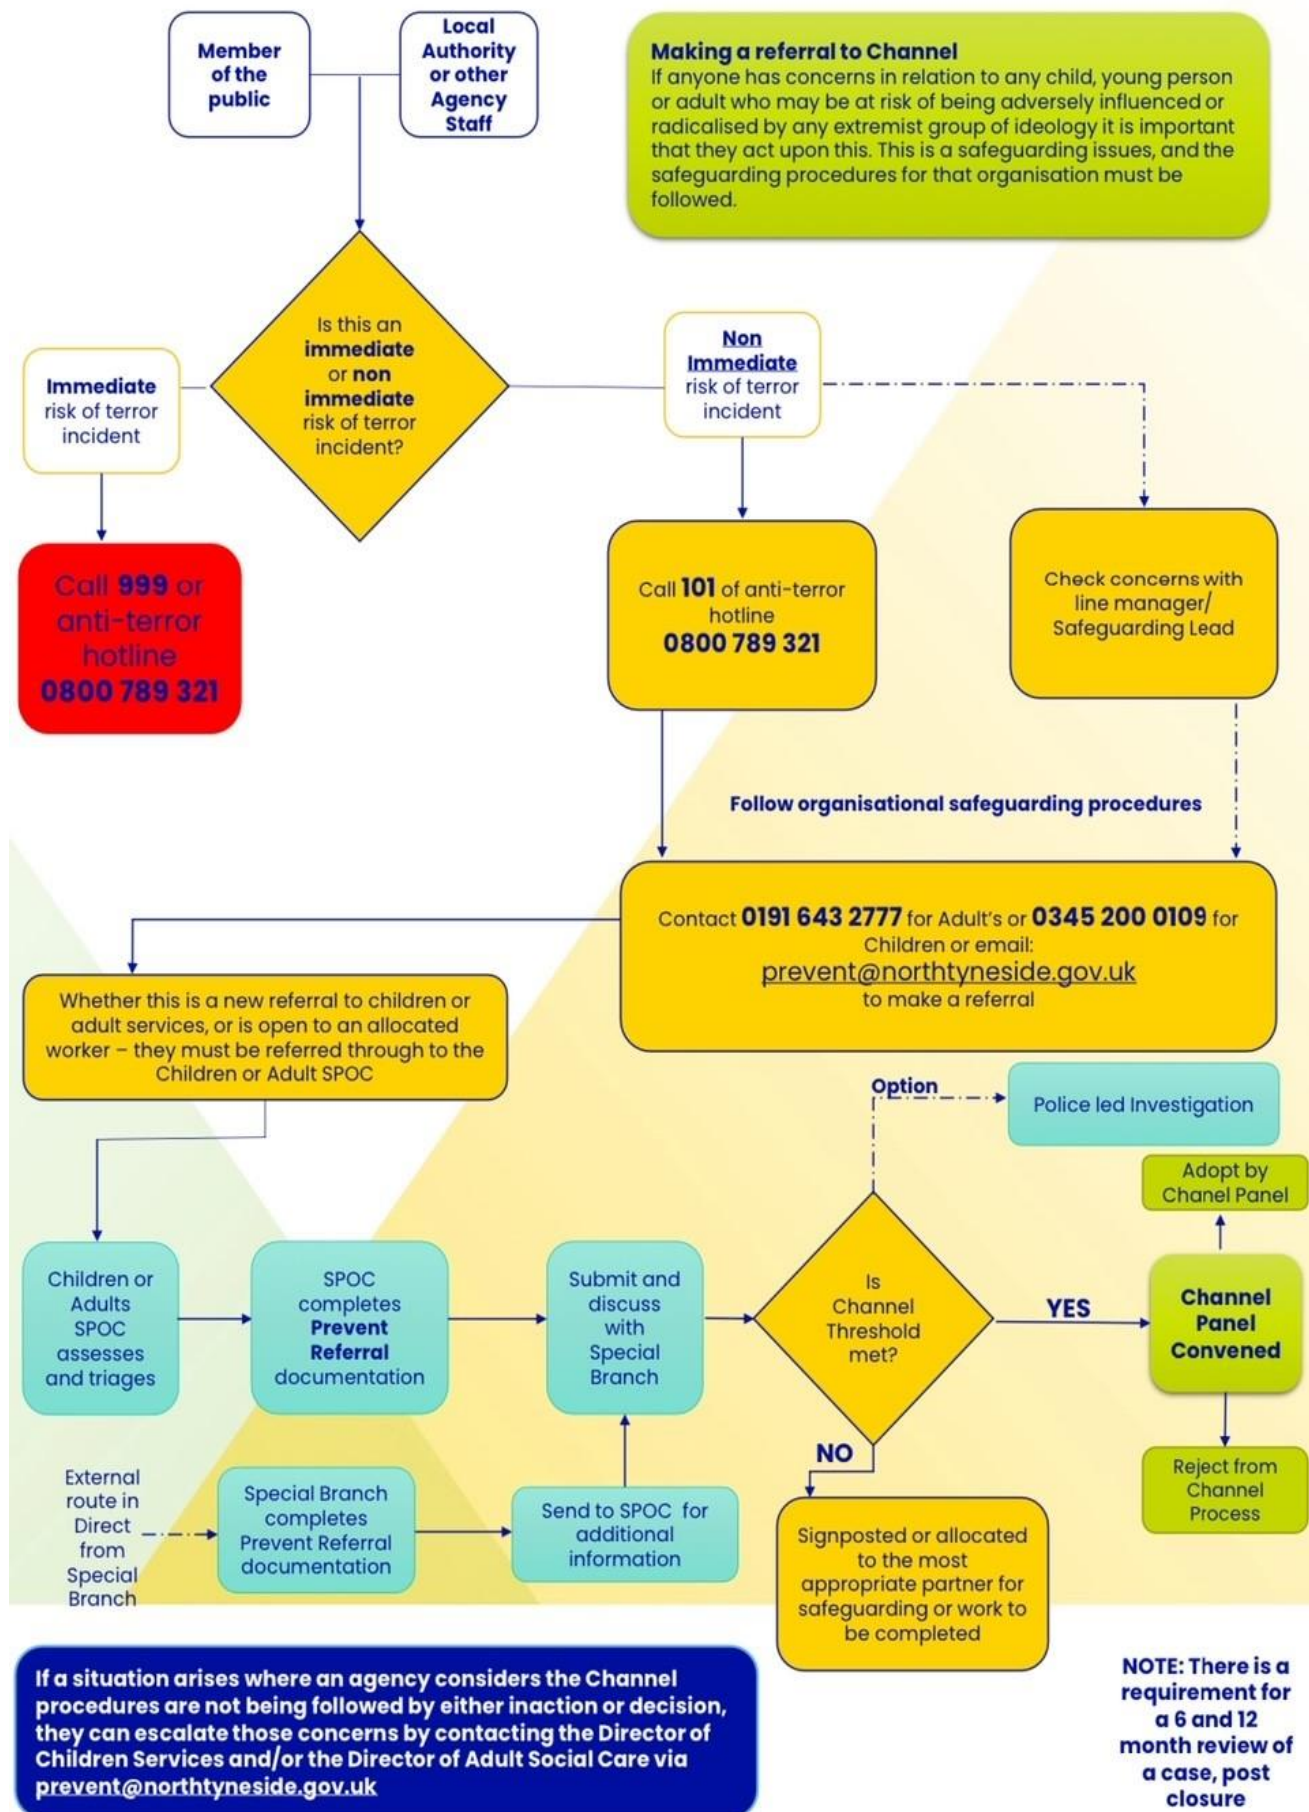 Member
of the
public
Local
Authority
or other
Agency
Staff
Making a referral to Channel
If anyone has concerns in relation to any child, young person
or adult who may be at risk of being adversely influenced or
radicalised by any extremist group of ideology it is important
that they act upon this. This is a safeguarding issues, and the
safeguarding procedures for that organisation must be
followed.
Is this an
immediate
or non
immediate
risk of terror
incident?
Immediate
risk of terror
incident
Non
Immediate
risk of terror
incident
Call 999 or
anti-terror
hotline
0800 789 321
Call 101 of anti-terror
hotline
0800 789 321
Check concerns with
line manager/
Safeguarding Lead
Follow organisational safeguarding procedures
Contact 0191 643 2777 for Adult's or 0345 200 0109 for
Children or email:
prevent@northtyneside.gov.uk
to make a referral
Whether this is a new referral to children or
adult services, or is open to an allocated
worker – they must be referred through to the
Children or Adult SPOC
Option
Police led Investigation
Adopt by
Chanel Panel
Children or
Adults
SPOC
assesses
and triages
SPOC
completes
Prevent
Referral
documentation
Submit and
discuss
with
Special
Branch
Is
Channel
Threshold
met?
YES
Channel
Panel
Convened
NO
Reject from
Channel
Process
External
route in
Direct
from
Special
Branch
Special Branch
completes
Prevent Referral
documentation
Send to SPOC for
additional
information
Signposted or allocated
to the most
appropriate partner for
safeguarding or work to
be completed
If a situation arises where an agency considers the Channel
procedures are not being followed by either inaction or decision,
they can escalate those concerns by contacting the Director of
Children Services and/or the Director of Adult Social Care via
prevent@northtyneside.gov.uk
NOTE: There is a
requirement for
a 6 and 12
month review of
a case, post
closure